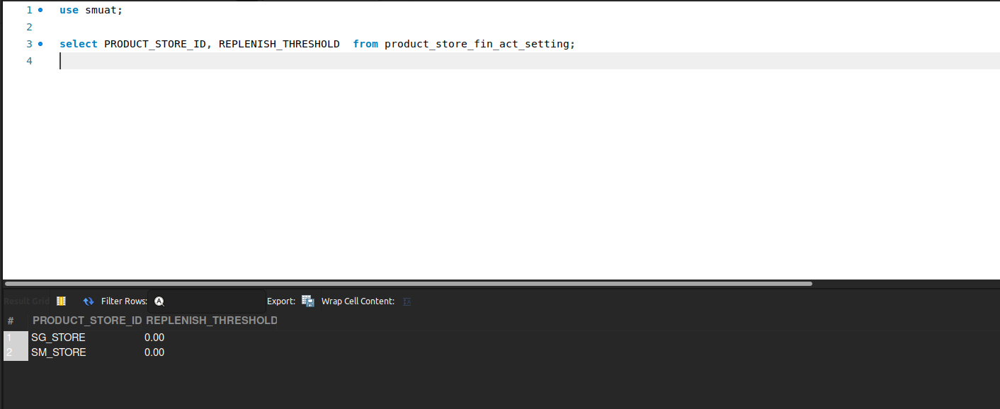 1 use smuat;
2
3 select PRODUCT_STORE_ID, REPLENISH_THRESHOLD  from product_store_fin_act_setting;
4
Result Grid Filter Rows: Export: Wrap Cell Content:
# PRODUCT_STORE_ID REPLENISH_THRESHOLD
1 SG_STORE 0.00
2 SM_STORE 0.00